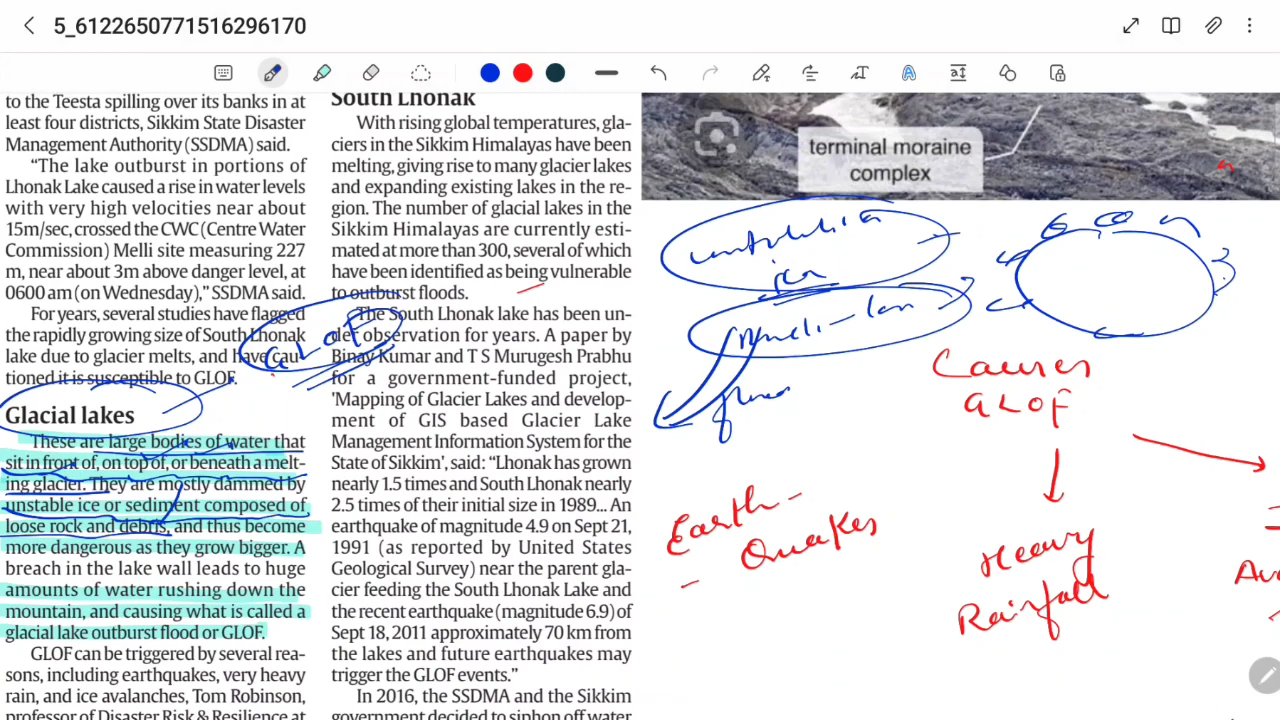 5_6122650771516296170
to the Teesta spilling over its banks in at
least four districts, Sikkim State Disaster
Management Authority (SSDMA) said.
“The lake outburst in portions of
Lhonak Lake caused a rise in water levels
with very high velocities near about
15m/sec, crossed the CWC (Centre Water
Commission) Melli site measuring 227
m, near about 3m above danger level, at
0600 am (on Wednesday),” SSDMA said.
For years, several studies have flagged
the rapidly growing size of South Lhonak
lake due to glacier melts, and have cau
tioned it is susceptible to GLOF.
GLOF
Glacial lakes
These are large bodies of water that
sit in front of, on top of, or beneath a melt-
ing glacier. They are mostly dammed by
unstable ice or sediment composed of
loose rock and debris, and thus become
more dangerous as they grow bigger. A
breach in the lake wall leads to huge
amounts of water rushing down the
mountain, and causing what is called a
glacial lake outburst flood or GLOF.
GLOF can be triggered by several rea-
sons, including earthquakes, very heavy
rain, and ice avalanches, Tom Robinson,
professor of Disaster Risk & Resilience at
South Lhonak
With rising global temperatures, gla-
ciers in the Sikkim Himalayas have been
melting, giving rise to many glacier lakes
and expanding existing lakes in the re-
gion. The number of glacial lakes in the
Sikkim Himalayas are currently esti-
mated at more than 300, several of which
have been identified as being vulnerable
to outburst floods.
The South Lhonak lake has been un-
der observation for years. A paper by
Binay Kumar and T S Murugesh Prabhu
for a government-funded project,
'Mapping of Glacier Lakes and develop-
ment of GIS based Glacier Lake
Management Information System for the
State of Sikkim', said: “Lhonak has grown
nearly 1.5 times and South Lhonak nearly
2.5 times of their initial size in 1989... An
earthquake of magnitude 4.9 on Sept 21,
1991 (as reported by United States
Geological Survey) near the parent gla-
cier feeding the South Lhonak Lake and
the recent earthquake (magnitude 6.9) of
Sept 18, 2011 approximately 70 km from
the lakes and future earthquakes may
trigger the GLOF events.”
In 2016, the SSDMA and the Sikkim
government decided to siphon off water
terminal moraine
complex
Causes
GLOF
Earth-
Quakes
Heavy
Rainfall